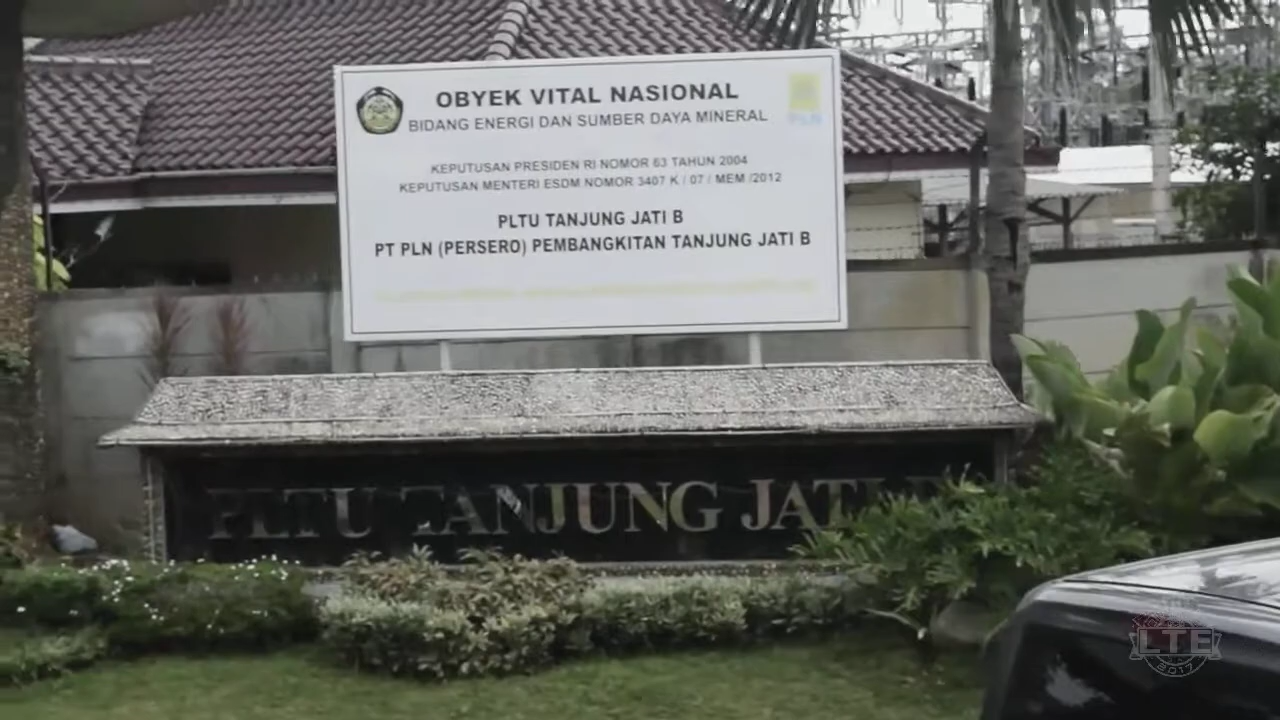 OBYEK VITAL NASIONAL
BIDANG ENERGI DAN SUMBER DAYA MINERAL
PLN
KEPUTUSAN PRESIDEN RI NOMOR 63 TAHUN 2004
KEPUTUSAN MENTERI ESDM NOMOR 3407 K / 07 / MEM /2012
PLTU TANJUNG JATI B
PT PLN (PERSERO) PEMBANGKITAN TANJUNG JATI B
PLTU TANJUNG JATI
LTE
2017